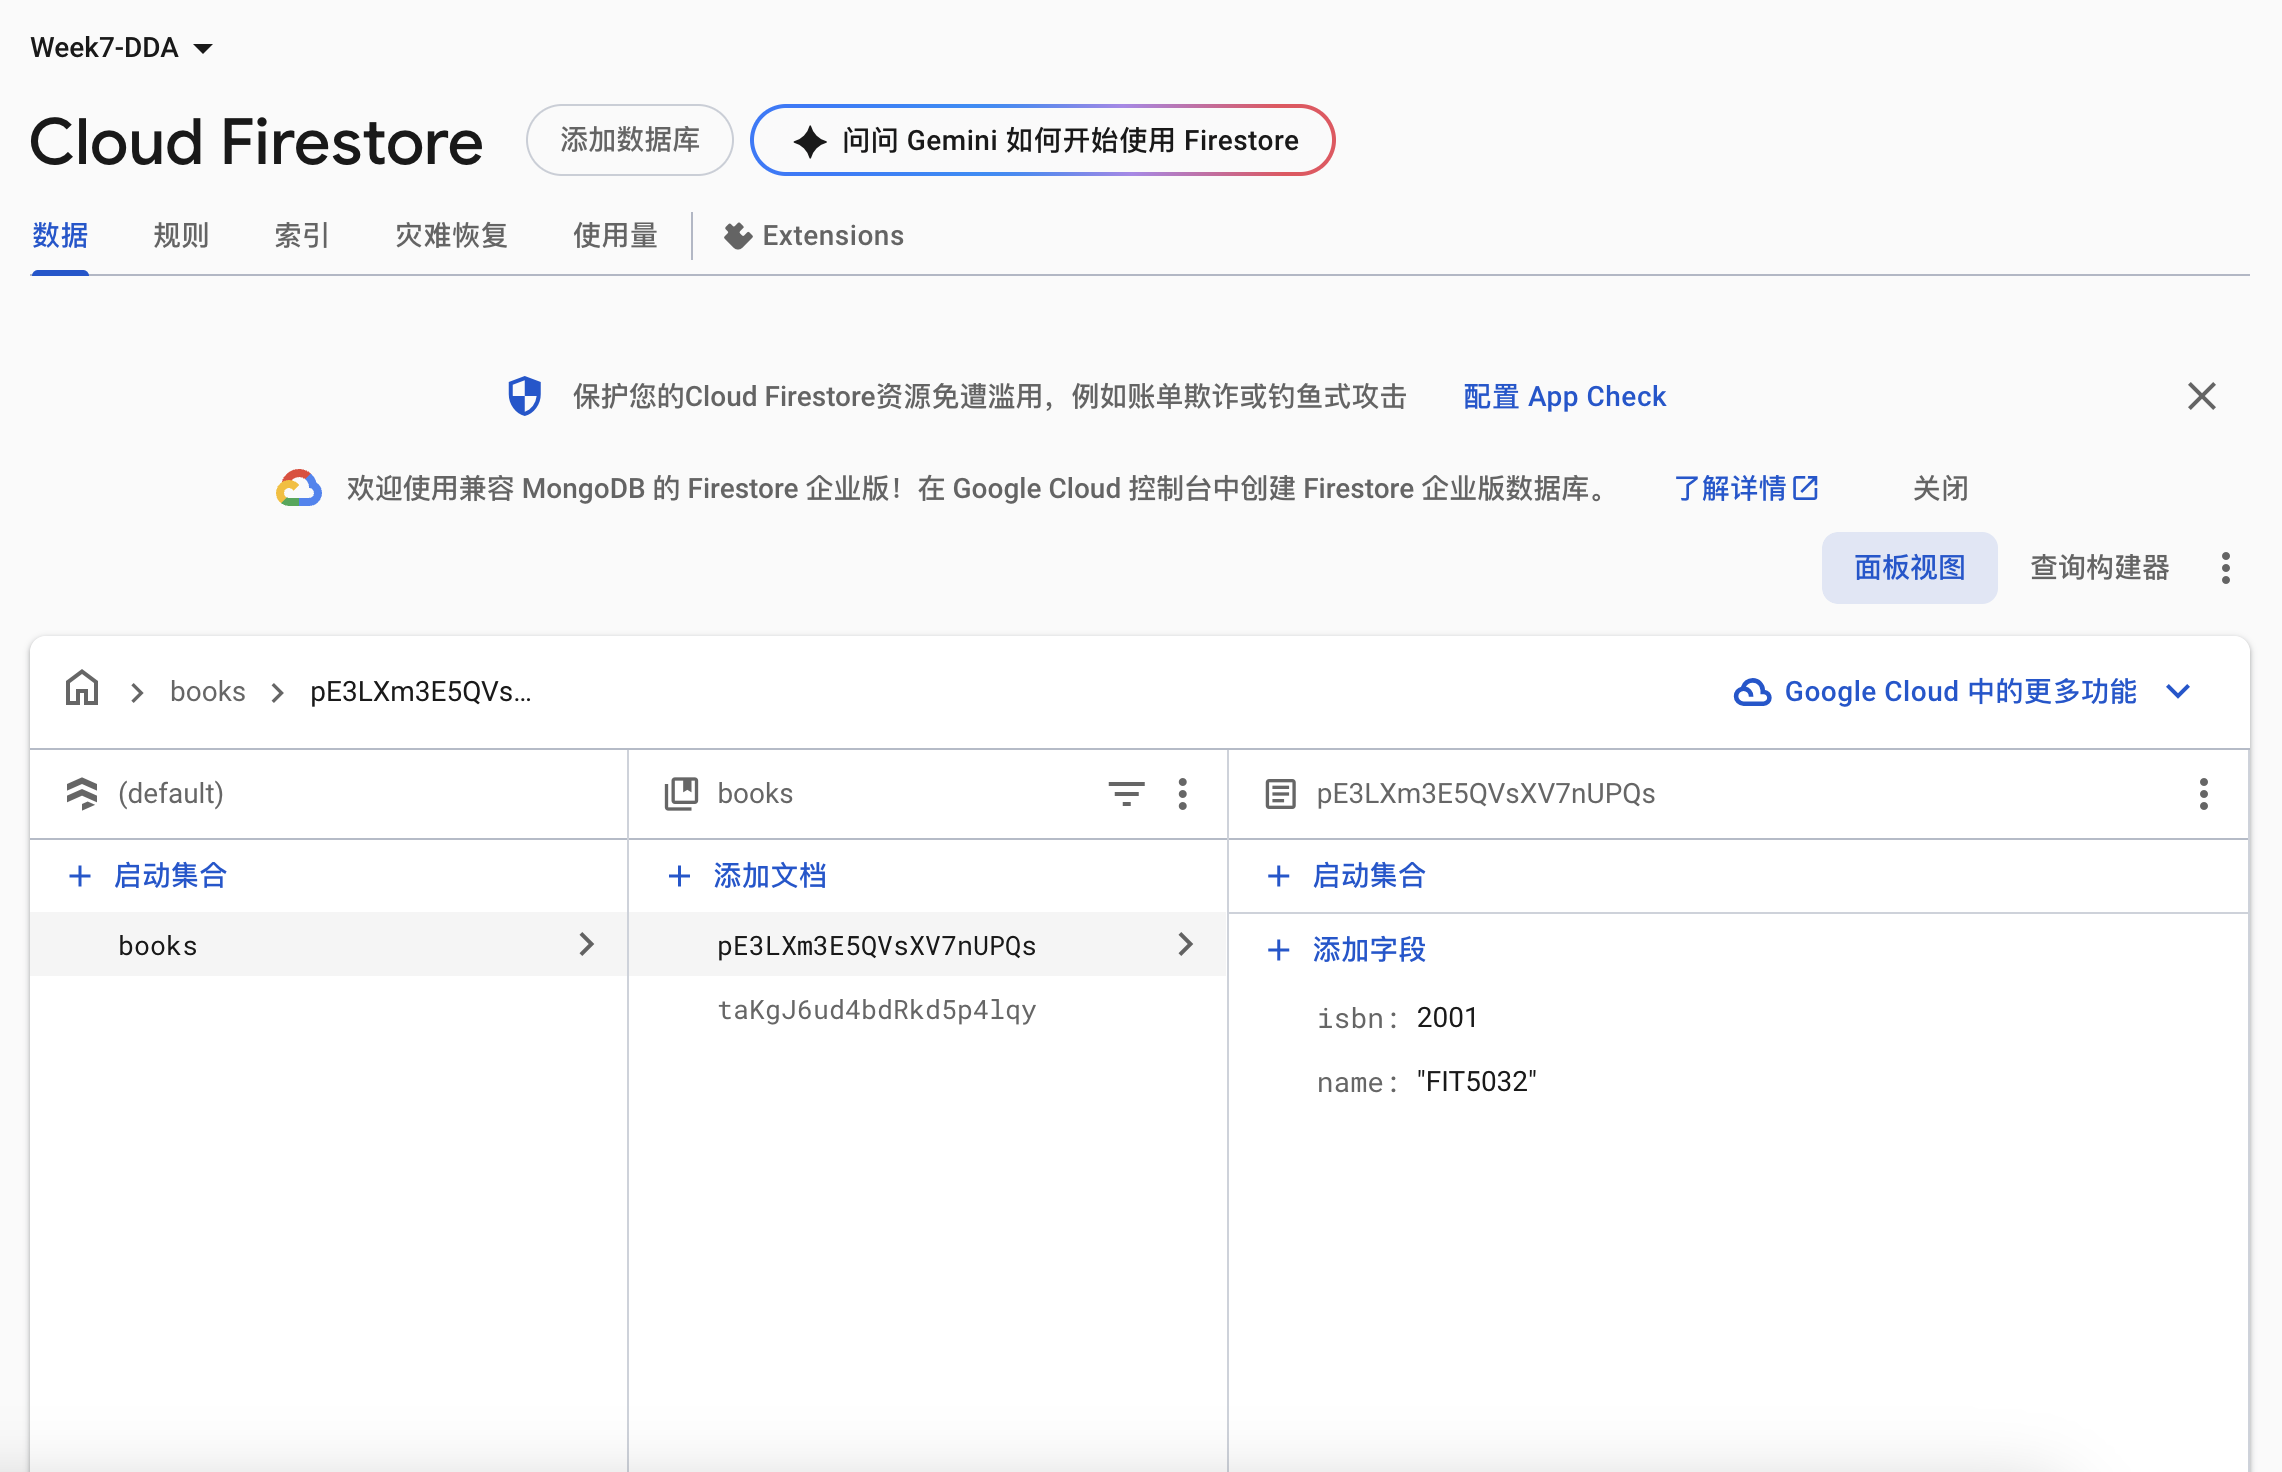 Week7-DDA
Cloud Firestore 添加数据库 问问 Gemini 如何开始使用 Firestore
数据 规则 索引 灾难恢复 使用量 Extensions
保护您的Cloud Firestore资源免遭滥用，例如账单欺诈或钓鱼式攻击 配置 App Check
欢迎使用兼容 MongoDB 的 Firestore 企业版！在 Google Cloud 控制台中创建 Firestore 企业版数据库。 了解详情 关闭
面板视图 查询构建器
books pE3LXm3E5QVs... Google Cloud 中的更多功能
(default) books pE3LXm3E5QVsXV7nUPQs
+ 启动集合 + 添加文档 + 启动集合
books pE3LXm3E5QVsXV7nUPQs + 添加字段
taKgJ6ud4bdRkd5p4lqy isbn: 2001
name: "FIT5032"